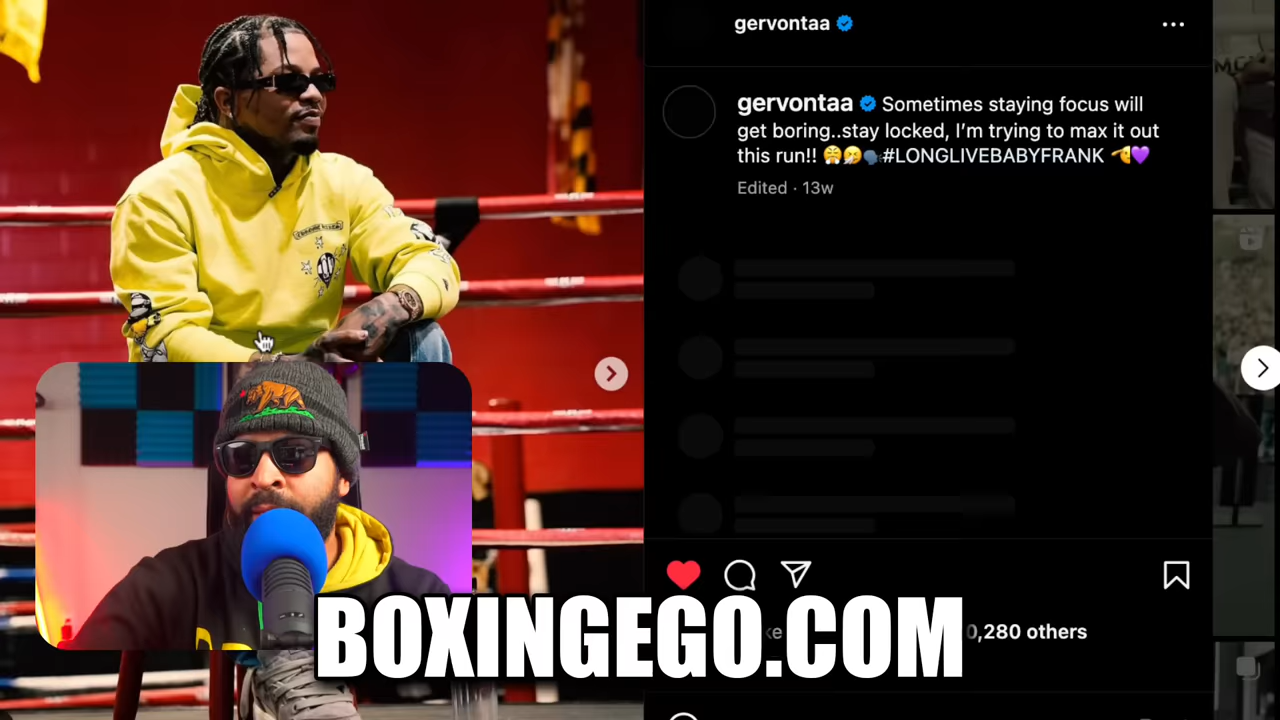 gervontaa
gervontaa Sometimes staying focus will
get boring..stay locked, I'm trying to max it out
this run!! 😤🤧🗣️#LONGLIVEBABYFRANK 🫡💜
Edited · 13w
0,280 others
BOXINGEGO.COM